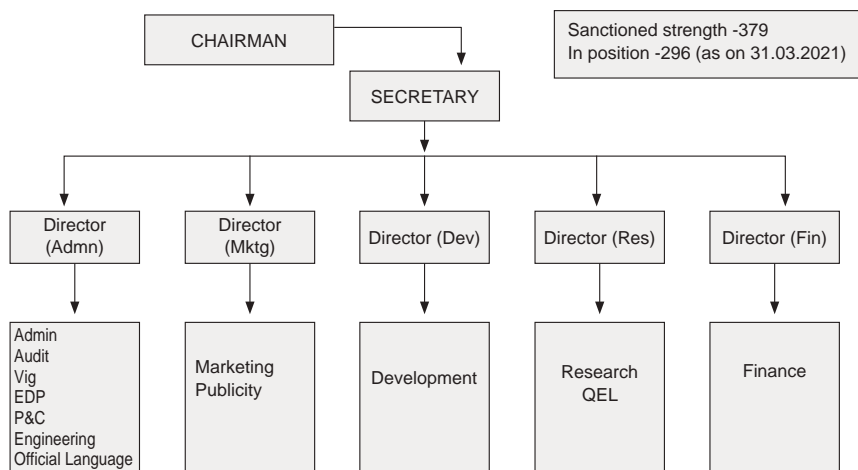 CHAIRMAN
Sanctioned strength -379
In position -296 (as on 31.03.2021)
SECRETARY
Director
(Admn)
Director
(Mktg)
Director (Dev)
Director (Res)
Director (Fin)
Admin
Audit
Vig
EDP
P&C
Engineering
Official Language
Marketing
Publicity
Development
Research
QEL
Finance